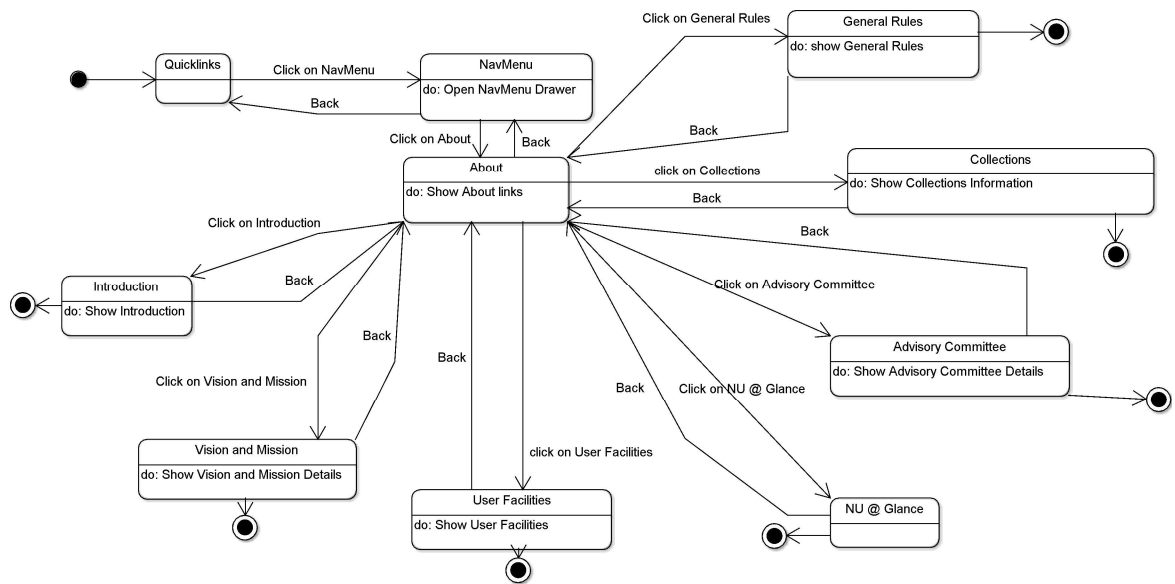 Click on General Rules
General Rules
do: show General Rules
Quicklinks
Click on NavMenu
NavMenu
do: Open NavMenu Drawer
Back
Click on About
Back
Back
About
do: Show About links
click on Collections
Back
Collections
do: Show Collections Information
Click on Introduction
Back
Introduction
do: Show Introduction
Back
Click on Advisory Committee
Advisory Committee
do: Show Advisory Committee Details
Back
Click on Vision and Mission
Back
Back
Click on NU @ Glance
Vision and Mission
do: Show Vision and Mission Details
click on User Facilities
User Facilities
do: Show User Facilities
NU @ Glance